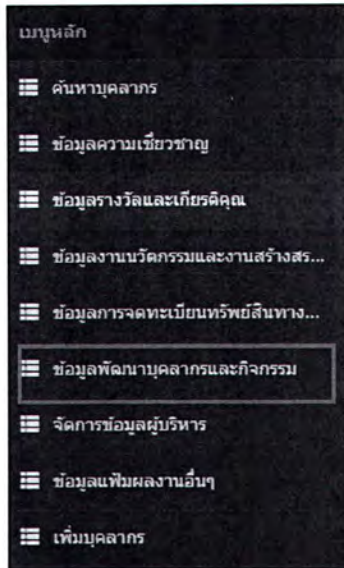 เมนูหลัก
ค้นหาบุคลากร
ข้อมูลความเชี่ยวชาญ
ข้อมูลรางวัลและเกียรติคุณ
ข้อมูลงานนวัตกรรมและงานสร้างสร...
ข้อมูลการจดทะเบียนทรัพย์สินทาง...
ข้อมูลพัฒนาบุคลากรและกิจกรรม
จัดการข้อมูลผู้บริหาร
ข้อมูลแฟ้มผลงานอื่นๆ
เพิ่มบุคลากร